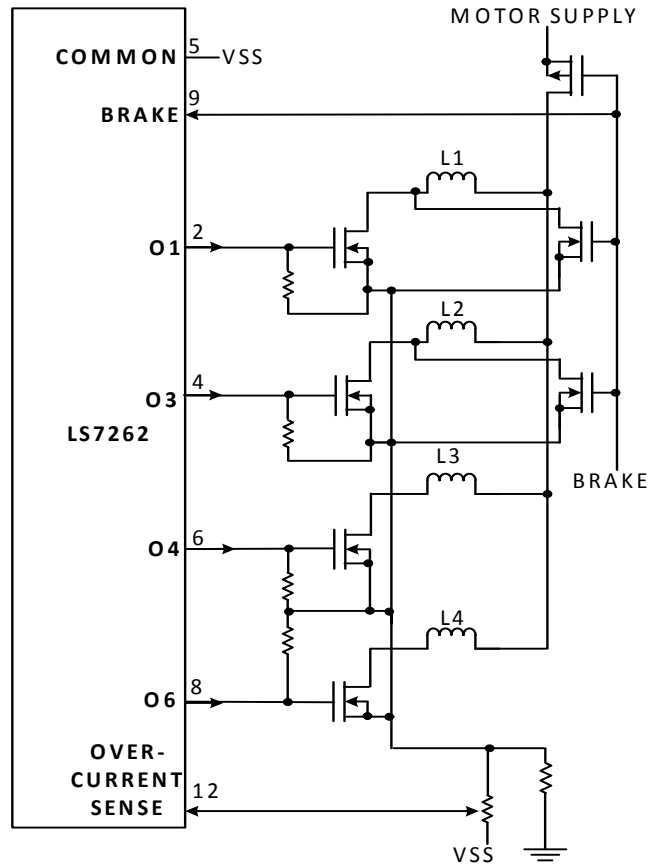 MOTOR SUPPLY
5
COMMON
VSS
9
BRAKE
L1
2
O1
L2
4
O3
LS7262
L3
BRAKE
6
O4
L4
8
O6
OVER-
CURRENT
12
SENSE
VSS